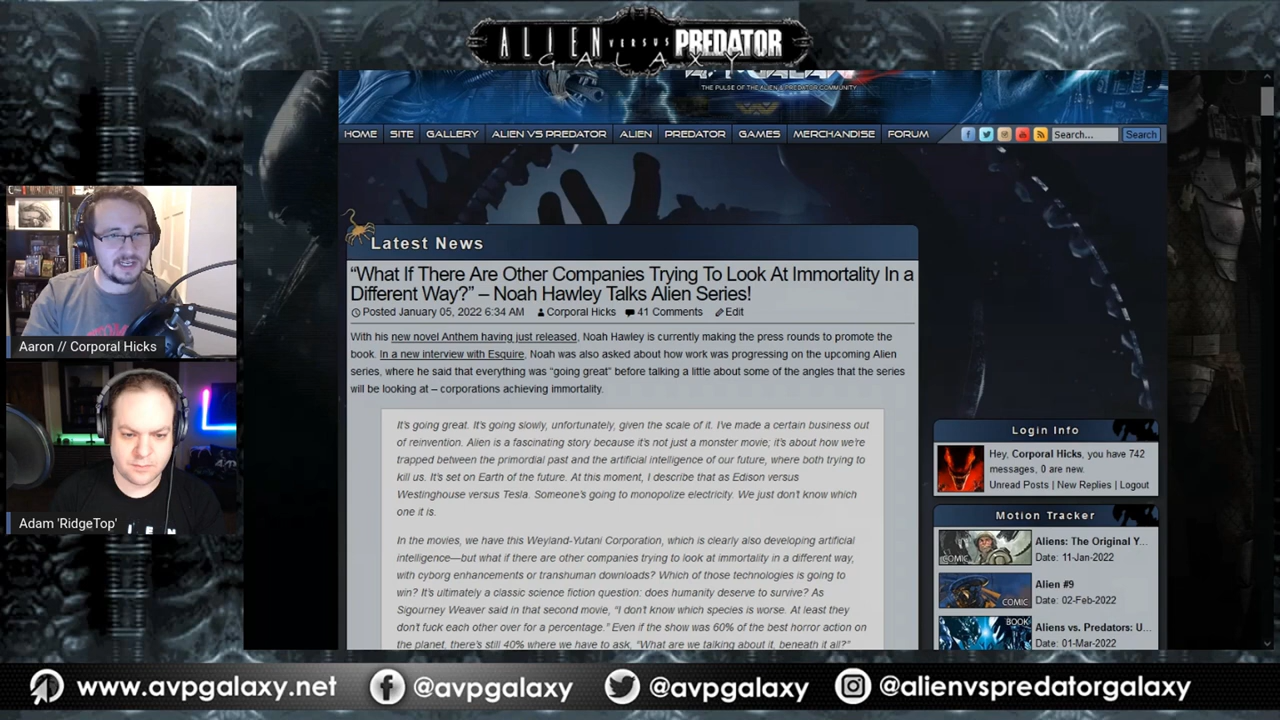 ALIEN VERSUS PREDATOR
GALAXY
THE PULSE OF THE ALIEN & PREDATOR COMMUNITY
HOME SITE GALLERY ALIEN VS PREDATOR ALIEN PREDATOR GAMES MERCHANDISE FORUM Search... Search
Latest News
“What If There Are Other Companies Trying To Look At Immortality In a
Different Way?” – Noah Hawley Talks Alien Series!
Posted January 05, 2022 6:34 AM Corporal Hicks 41 Comments Edit
With his new novel Anthem having just released, Noah Hawley is currently making the press rounds to promote the
book. In a new interview with Esquire, Noah was also asked about how work was progressing on the upcoming Alien
series, where he said that everything was “going great” before talking a little about some of the angles that the series
will be looking at – corporations achieving immortality.
It's going great. It's going slowly, unfortunately, given the scale of it. I've made a certain business out
of reinvention. Alien is a fascinating story because it's not just a monster movie; it's about how we're
trapped between the primordial past and the artificial intelligence of our future, where both trying to
kill us. It's set on Earth of the future. At this moment, I describe that as Edison versus
Westinghouse versus Tesla. Someone's going to monopolize electricity. We just don't know which
one it is.
In the movies, we have this Weyland-Yutani Corporation, which is clearly also developing artificial
intelligence—but what if there are other companies trying to look at immortality in a different way,
with cyborg enhancements or transhuman downloads? Which of those technologies is going to
win? It's ultimately a classic science fiction question: does humanity deserve to survive? As
Sigourney Weaver said in that second movie, “I don't know which species is worse. At least they
don't fuck each other over for a percentage.” Even if the show was 60% of the best horror action on
the planet, there's still 40% where we have to ask, “What are we talking about it, beneath it all?”
Login Info
Hey, Corporal Hicks, you have 742
messages, 0 are new.
Unread Posts | New Replies | Logout
Motion Tracker
COMIC
Aliens: The Original Y...
Date: 11-Jan-2022
COMIC
Alien #9
Date: 02-Feb-2022
BOOK
Aliens vs. Predators: U...
Date: 01-Mar-2022
Aaron // Corporal Hicks
Adam 'RidgeTop'
www.avpgalaxy.net @avpgalaxy @avpgalaxy @alienvspredatorgalaxy